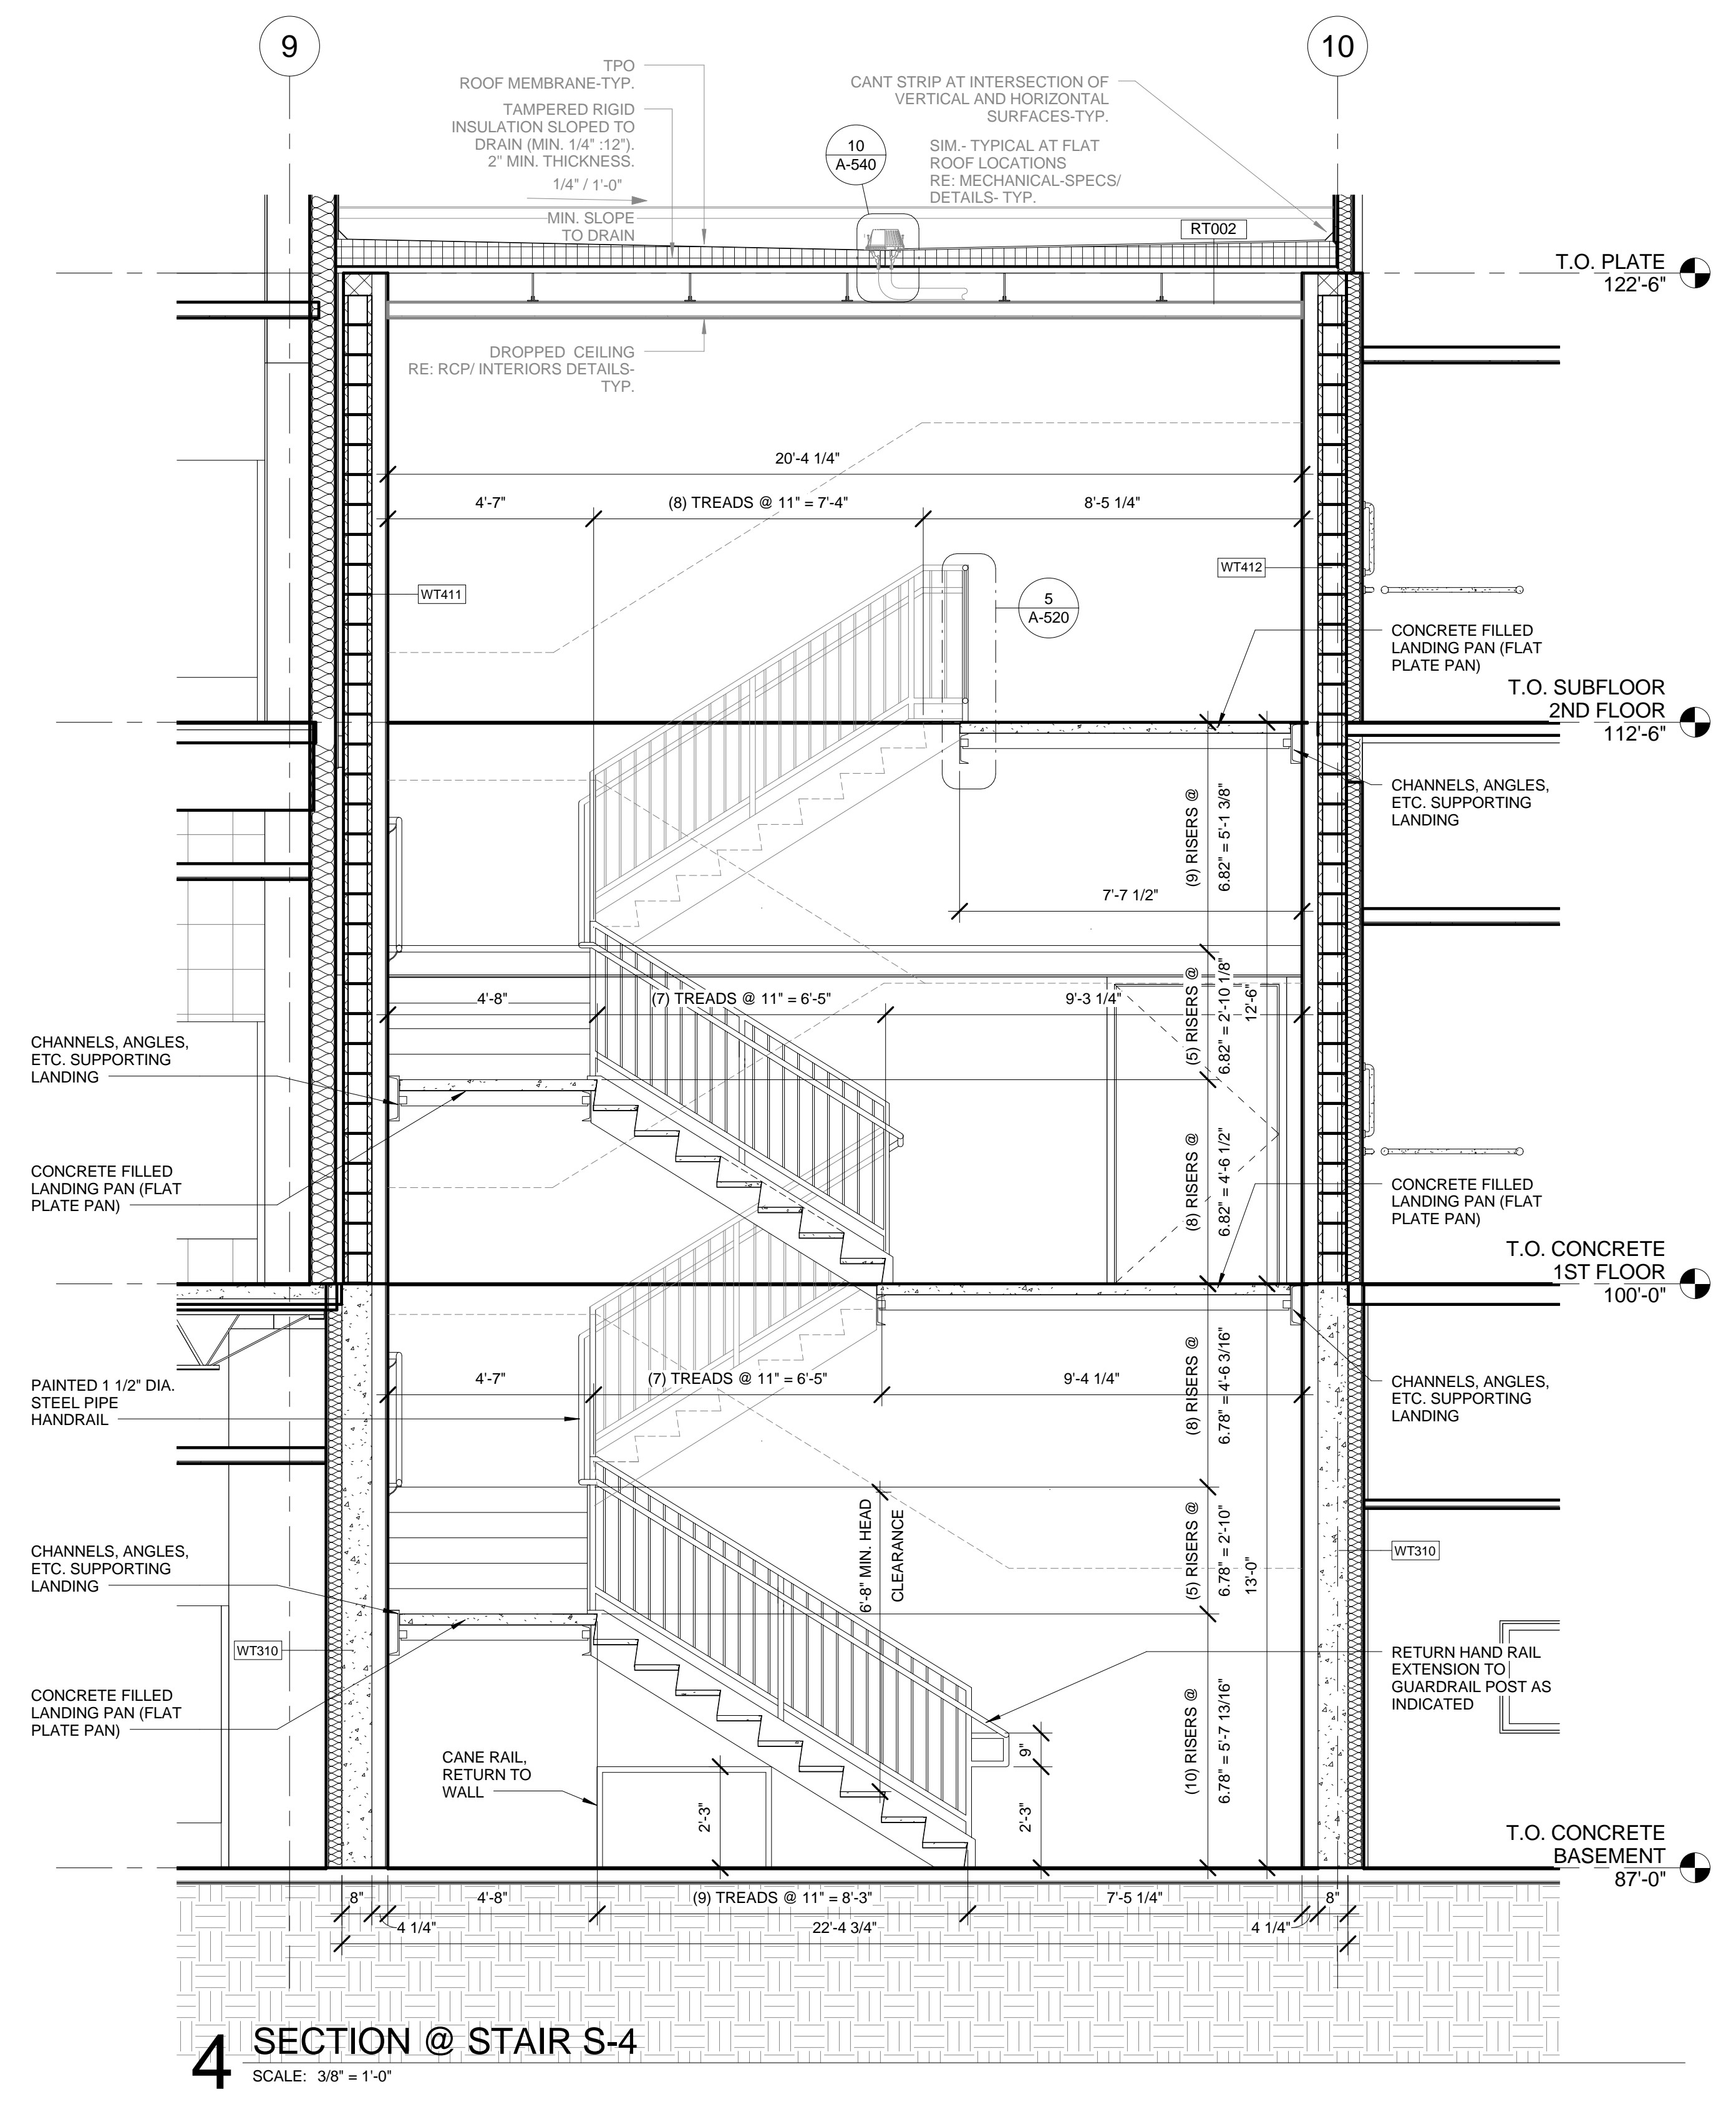 9
10
TPO
ROOF MEMBRANE-TYP.
TAMPERED RIGID
INSULATION SLOPED TO
DRAIN (MIN. 1/4" :12").
2" MIN. THICKNESS.
1/4" / 1'-0"
MIN. SLOPE
TO DRAIN
CANT STRIP AT INTERSECTION OF
VERTICAL AND HORIZONTAL
SURFACES-TYP.
10
A-540
SIM.- TYPICAL AT FLAT
ROOF LOCATIONS
RE: MECHANICAL-SPECS/
DETAILS- TYP.
RT002
T.O. PLATE
122'-6"
DROPPED CEILING
RE: RCP/ INTERIORS DETAILS-
TYP.
20'-4 1/4"
4'-7"
(8) TREADS @ 11" = 7'-4"
8'-5 1/4"
WT411
WT412
5
A-520
CONCRETE FILLED
LANDING PAN (FLAT
PLATE PAN)
T.O. SUBFLOOR
2ND FLOOR
112'-6"
CHANNELS, ANGLES,
ETC. SUPPORTING
LANDING
(9) RISERS @
6.82" = 5'-1 3/8"
7'-7 1/2"
(5) RISERS @
6.82" = 2'-10 1/8"
12'-6"
4'-8"
(7) TREADS @ 11" = 6'-5"
9'-3 1/4"
CHANNELS, ANGLES,
ETC. SUPPORTING
LANDING
(8) RISERS @
6.82" = 4'-6 1/2"
CONCRETE FILLED
LANDING PAN (FLAT
PLATE PAN)
CONCRETE FILLED
LANDING PAN (FLAT
PLATE PAN)
T.O. CONCRETE
1ST FLOOR
100'-0"
(8) RISERS @
6.78" = 4'-6 3/16"
PAINTED 1 1/2" DIA.
STEEL PIPE
HANDRAIL
4'-7"
(7) TREADS @ 11" = 6'-5"
9'-4 1/4"
CHANNELS, ANGLES,
ETC. SUPPORTING
LANDING
6'-8" MIN. HEAD
CLEARANCE
(5) RISERS @
6.78" = 2'-10"
13'-0"
WT310
CHANNELS, ANGLES,
ETC. SUPPORTING
LANDING
WT310
RETURN HAND RAIL
EXTENSION TO
GUARDRAIL POST AS
INDICATED
CONCRETE FILLED
LANDING PAN (FLAT
PLATE PAN)
(10) RISERS @
6.78" = 5'-7 13/16"
CANE RAIL,
RETURN TO
WALL
9"
2'-3"
2'-3"
T.O. CONCRETE
BASEMENT
87'-0"
8"
4'-8"
(9) TREADS @ 11" = 8'-3"
7'-5 1/4"
8"
4 1/4"
22'-4 3/4"
4 1/4"
4
SECTION @ STAIR S-4
SCALE: 3/8" = 1'-0"